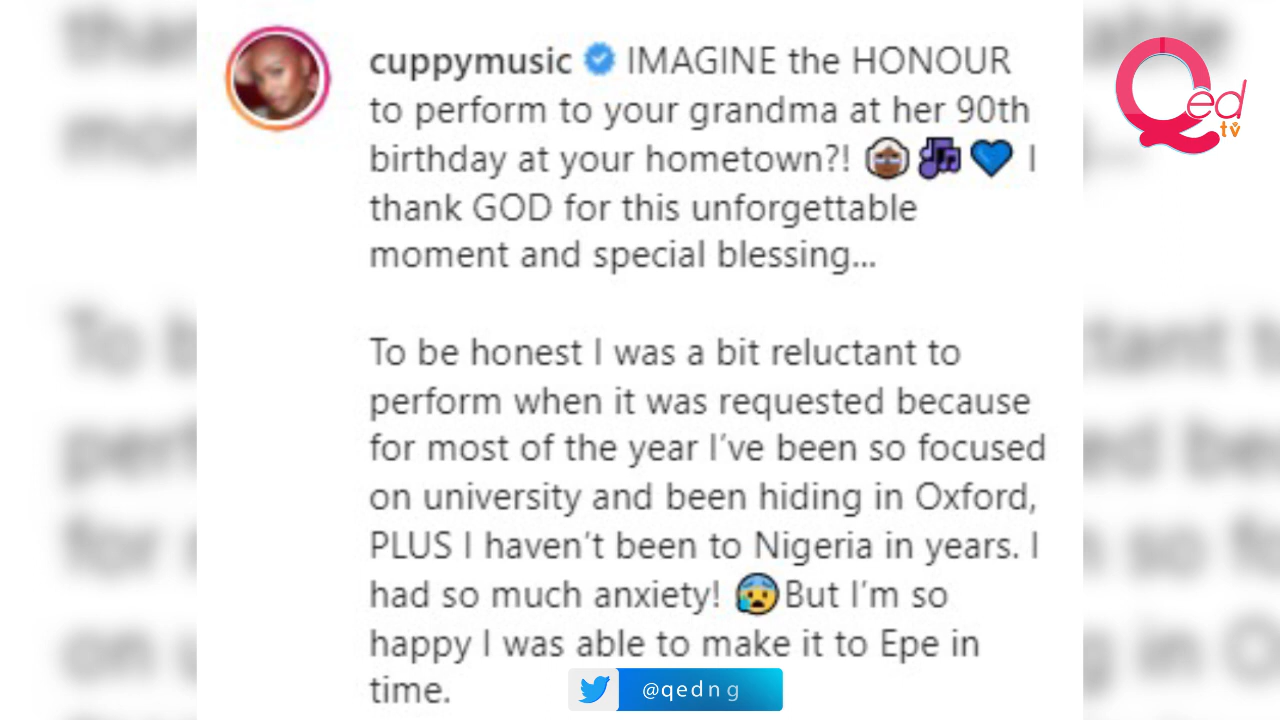 cuppymusic IMAGINE the HONOUR
to perform to your grandma at her 90th
birthday at your hometown?! 👵🏾🎶💙 I
thank GOD for this unforgettable
moment and special blessing...
To be honest I was a bit reluctant to
perform when it was requested because
for most of the year I've been so focused
on university and been hiding in Oxford,
PLUS I haven't been to Nigeria in years. I
had so much anxiety! 😰But I'm so
happy I was able to make it to Epe in
time.
@qedng
Qed
tv